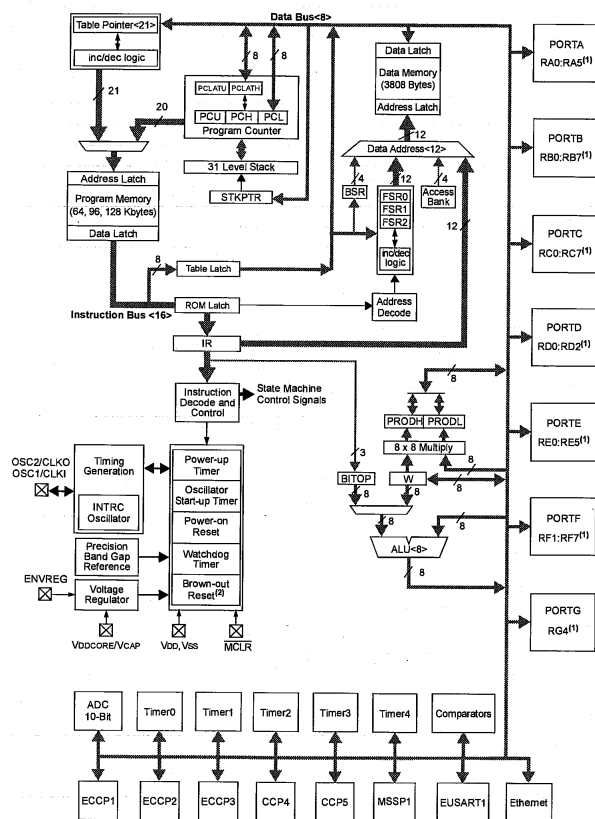 Data Bus<8>
Table Pointer<21>
inc/dec logic
21
20
8
8
PCLATU PCLATH
PCU PCH PCL
Program Counter
31 Level Stack
STKPTR
Address Latch
Program Memory
(64, 96, 128 Kbytes)
Data Latch
8
Table Latch
Instruction Bus <16>
ROM Latch
IR
Data Latch
Data Memory
(3808 Bytes)
Address Latch
12
Data Address<12>
4
12
4
BSR
FSR0
FSR1
FSR2
inc/dec
logic
Access
Bank
12
Address
Decode
PORTA
RA0:RA5(1)
PORTB
RB0:RB7(1)
PORTC
RC0:RC7(1)
PORTD
RD0:RD2(1)
PORTE
RE0:RE5(1)
PORTF
RF1:RF7(1)
PORTG
RG4(1)
Instruction
Decode and
Control
State Machine
Control Signals
8
PRODH PRODL
8 x 8 Multiply
3
8
BITOP
W
8
8
8
8
8
ALU<8>
8
OSC2/CLKO
OSC1/CLKI
Timing
Generation
INTRC
Oscillator
Precision
Band Gap
Reference
ENVREG
Voltage
Regulator
VDDCORE/VCAP
Power-up
Timer
Oscillator
Start-up Timer
Power-on
Reset
Watchdog
Timer
Brown-out
Reset(2)
VDD, VSS
MCLR
ADC
10-Bit
Timer0
Timer1
Timer2
Timer3
Timer4
Comparators
ECCP1
ECCP2
ECCP3
CCP4
CCP5
MSSP1
EUSART1
Ethernet